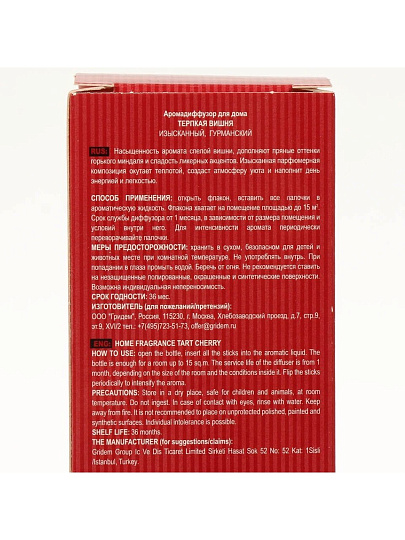 Аромадиффузор для дома
ТЕРПКАЯ ВИШНЯ
ИЗЫСКАННЫЙ, ГУРМАНСКИЙ
RUS: Насыщенность аромата спелой вишни, дополняют пряные оттенки
горького миндаля и сладость ликерных акцентов. Изысканная парфюмерная
композиция окутает теплотой, создаст атмосферу уюта и наполнит день
энергией и легкостью.
СПОСОБ ПРИМЕНЕНИЯ: открыть флакон, вставить все палочки в
ароматическую жидкость. Флакона хватает на помещение площадью до 15 м².
Срок службы диффузора от 1 месяца, в зависимости от размера помещения и
условий внутри него. Для интенсивности аромата периодически
переворачивайте палочки.
МЕРЫ ПРЕДОСТОРОЖНОСТИ: хранить в сухом, безопасном для детей и
животных месте при комнатной температуре. Не употреблять внутрь. При
попадании в глаза промыть водой. Беречь от огня. Не рекомендуется ставить
на незащищенные полированные, окрашенные и синтетические поверхности.
Возможна индивидуальная непереносимость.
СРОК ГОДНОСТИ: 36 мес.
ИЗГОТОВИТЕЛЬ (для пожеланий/претензий):
ООО "Гридем", Россия, 115230, г. Москва, Хлебозаводский проезд, д.7, стр.9,
эт.9, XVI/2 тел.: +7(495)723-51-73, offer@gridem.ru
ENG: HOME FRAGRANCE TART CHERRY
HOW TO USE: open the bottle, insert all the sticks into the aromatic liquid. The
bottle is enough for a room up to 15 sq.m. The service life of the diffuser is from 1
month, depending on the size of the room and the conditions inside it. Flip the sticks
periodically to intensify the aroma.
PRECAUTIONS: Store in a dry place, safe for children and animals, at room
temperature. Do not ingest. In case of contact with eyes, rinse with water. Keep
away from fire. It is not recommended to place on unprotected polished, painted and
synthetic surfaces. Individual intolerance is possible.
SHELF LIFE: 36 months.
THE MANUFACTURER (for suggestions/claims):
Gridem Group Ic Ve Dis Ticaret Limited Sirketi Hasat Sok 52 No: 52 Kat: 1Sisli
/Istanbul, Turkey.